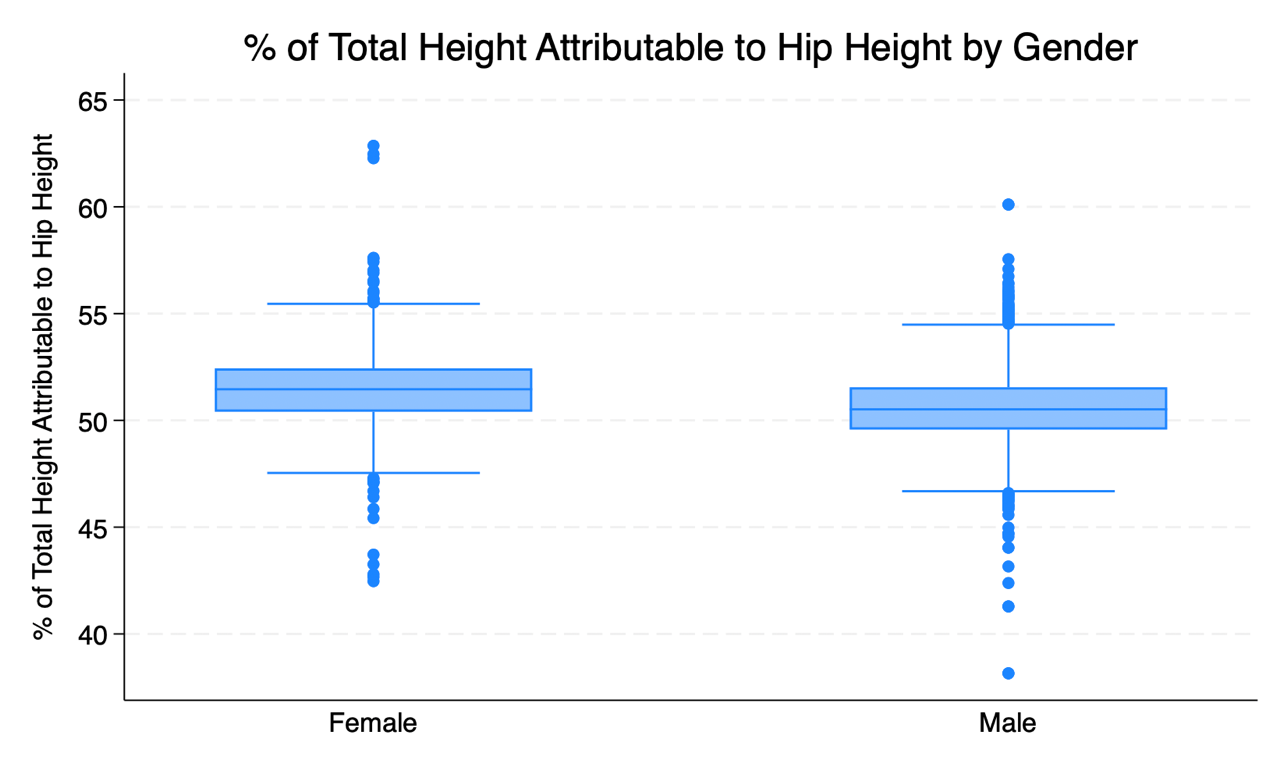 % of Total Height Attributable to Hip Height by Gender
% of Total Height Attributable to Hip Height
65
60
55
50
45
40
Female
Male